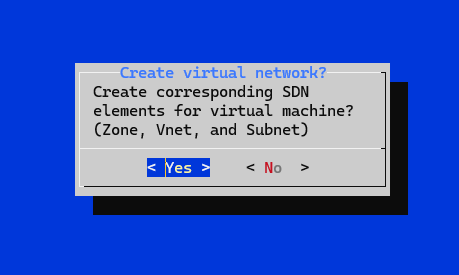 Create virtual network?
Create corresponding SDN
elements for virtual machine?
(Zone, Vnet, and Subnet)
< Yes > < No >